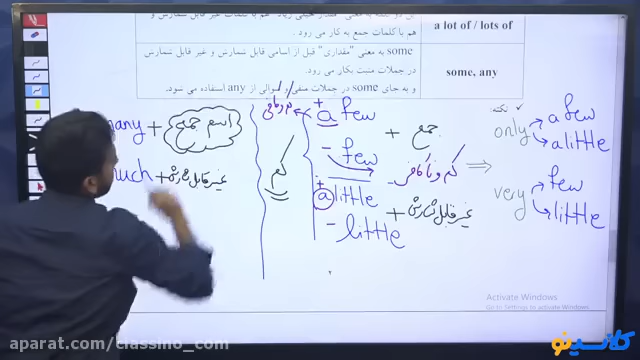 هم با کلمات جمع به کار می رود .
a lot of / lots of
some به معنی "مقداری" قبل از اسامی قابل شمارش و غیر قابل شمارش
در جملات مثبت بکار می رود.
و به جای some در جملات منفی و سوالی از any استفاده می شود.
some, any
many + اسم جمع
much + غیر قابل شمارش
کم
+ a few
- few
+ جمع
کم و ناکافی
+ a little
- little
+ غیر قابل شمارش
نکته:
only
a few
a little
very
few
little
Activate Windows
Go to Settings to activate Windows.
aparat.com/classino_com
کلاسینو